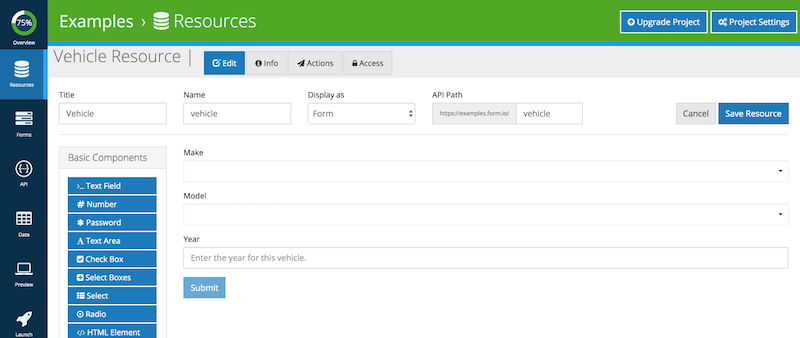 75%
Overview
Resources
Forms
API
Data
Preview
Launch
Examples › Resources
Upgrade Project
Project Settings
Vehicle Resource |
Edit
Info
Actions
Access
Title
Name
Display as
API Path
Vehicle
vehicle
Form
https://examples.form.io/
vehicle
Cancel
Save Resource
Basic Components
>_ Text Field
# Number
✱ Password
A Text Area
Check Box
Select Boxes
Select
Radio
</> HTML Element
Make
Model
Year
Enter the year for this vehicle.
Submit